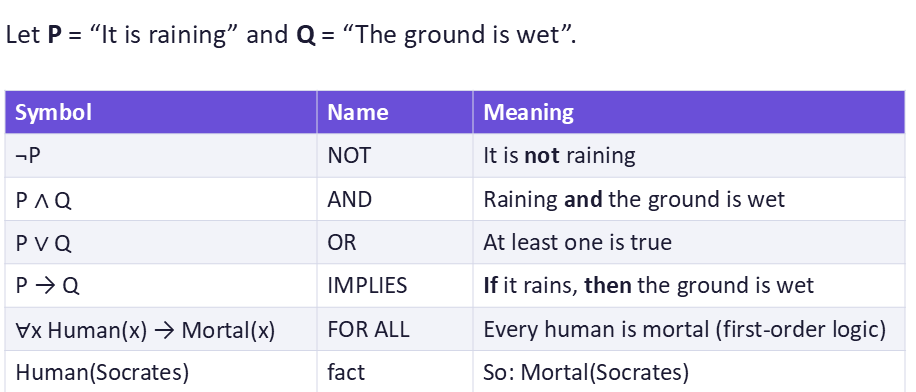 Let P = “It is raining” and Q = “The ground is wet”.
Symbol Name Meaning
¬P NOT It is not raining
P ∧ Q AND Raining and the ground is wet
P ∨ Q OR At least one is true
P → Q IMPLIES If it rains, then the ground is wet
∀x Human(x) → Mortal(x) FOR ALL Every human is mortal (first-order logic)
Human(Socrates) fact So: Mortal(Socrates)